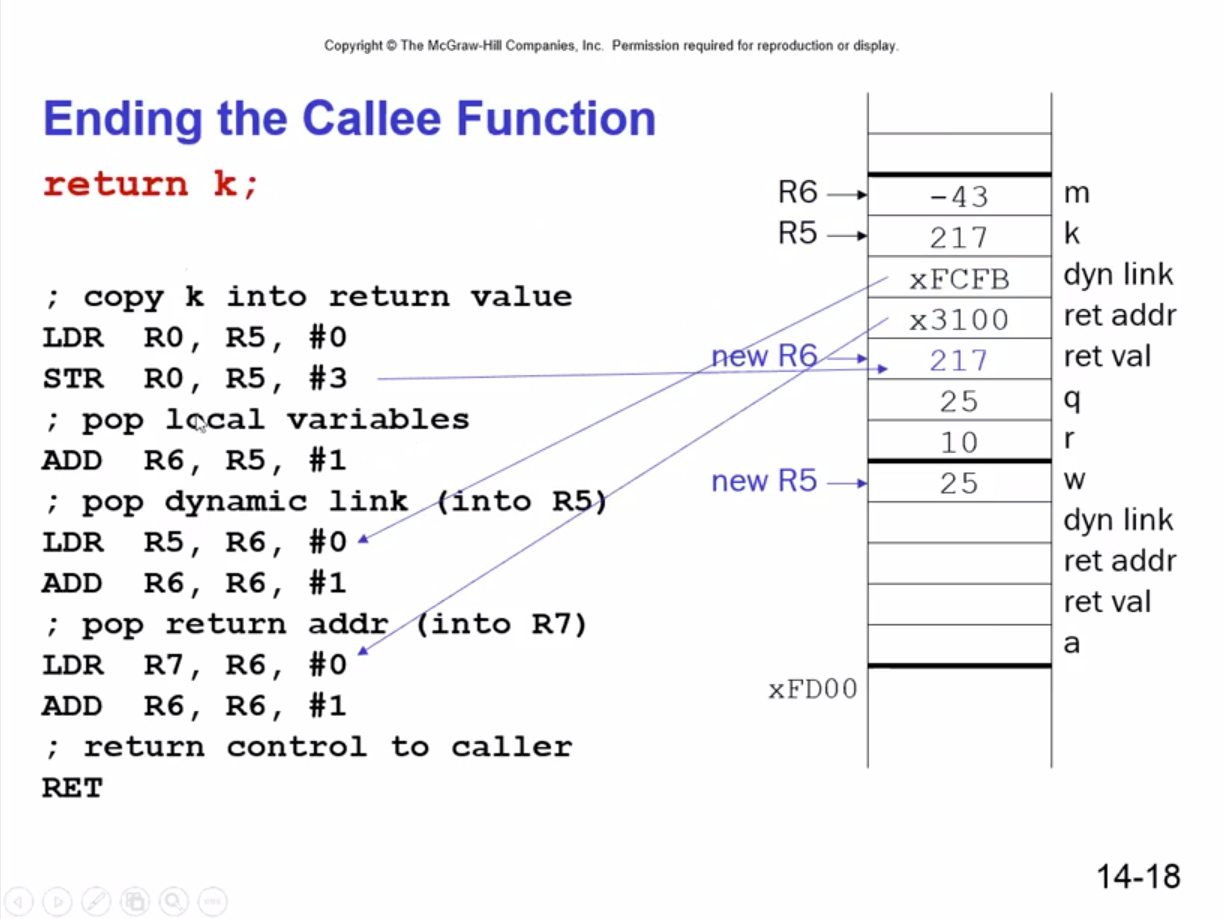 Copyright © The McGraw-Hill Companies, Inc. Permission required for reproduction or display.
Ending the Callee Function
return k;
; copy k into return value
LDR R0, R5, #0
STR R0, R5, #3
; pop local variables
ADD R6, R5, #1
; pop dynamic link (into R5)
LDR R5, R6, #0
ADD R6, R6, #1
; pop return addr (into R7)
LDR R7, R6, #0
ADD R6, R6, #1
; return control to caller
RET
R6 -43 m
R5 217 k
xFCFB dyn link
x3100 ret addr
new R6 217 ret val
25 q
10 r
new R5 25 w
dyn link
ret addr
ret val
a
xFD00
14-18